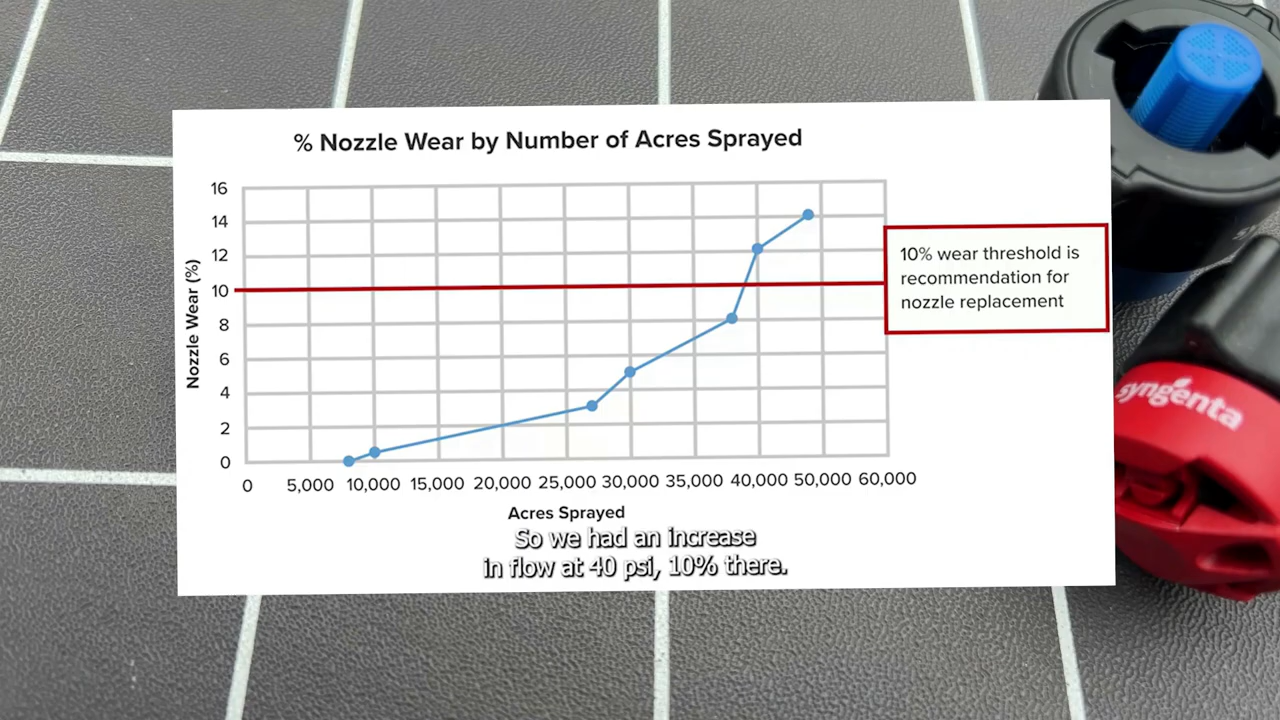 % Nozzle Wear by Number of Acres Sprayed
16
14
12
10
8
6
4
2
0
Nozzle Wear (%)
0 5,000 10,000 15,000 20,000 25,000 30,000 35,000 40,000 50,000 60,000
Acres Sprayed
10% wear threshold is
recommendation for
nozzle replacement
So we had an increase
in flow at 40 psi, 10% there.
syngenta